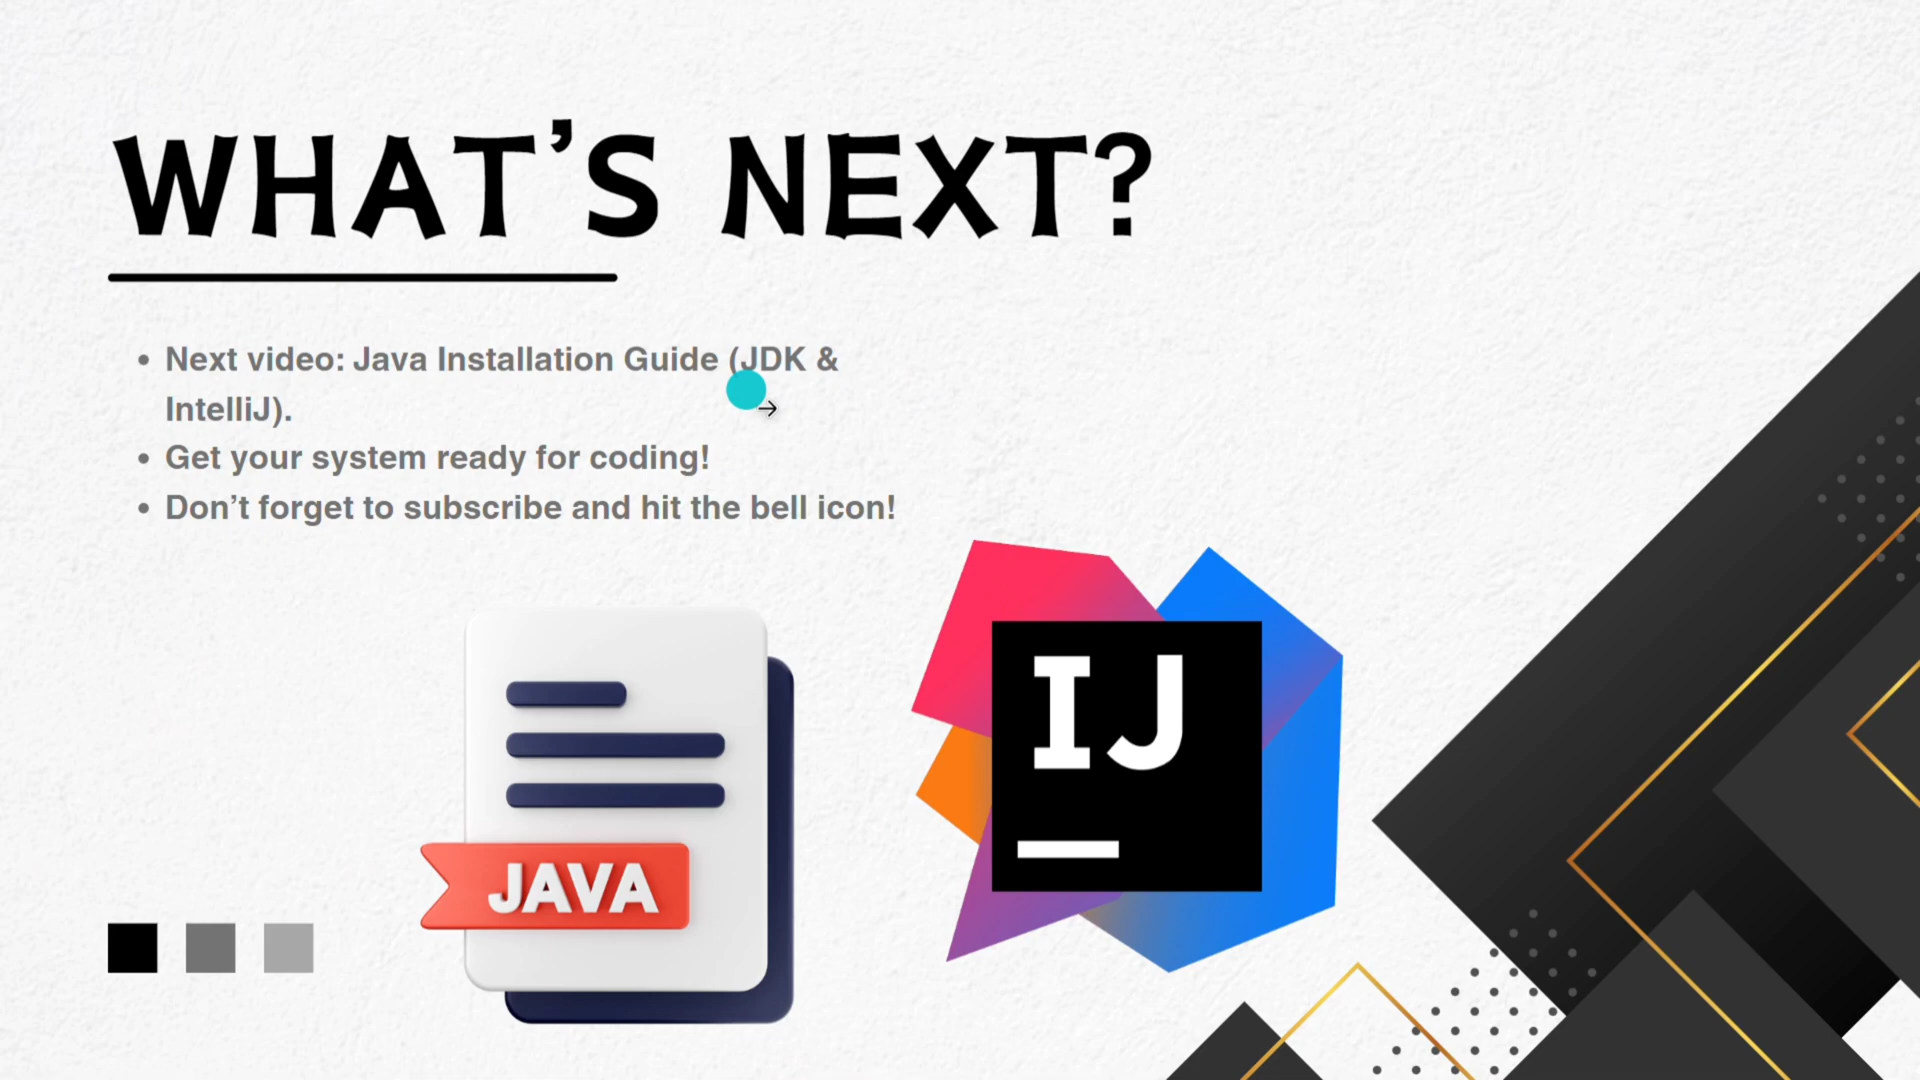 WHAT’S NEXT?
• Next video: Java Installation Guide (JDK &
IntelliJ).
• Get your system ready for coding!
• Don’t forget to subscribe and hit the bell icon!
IJ
JAVA